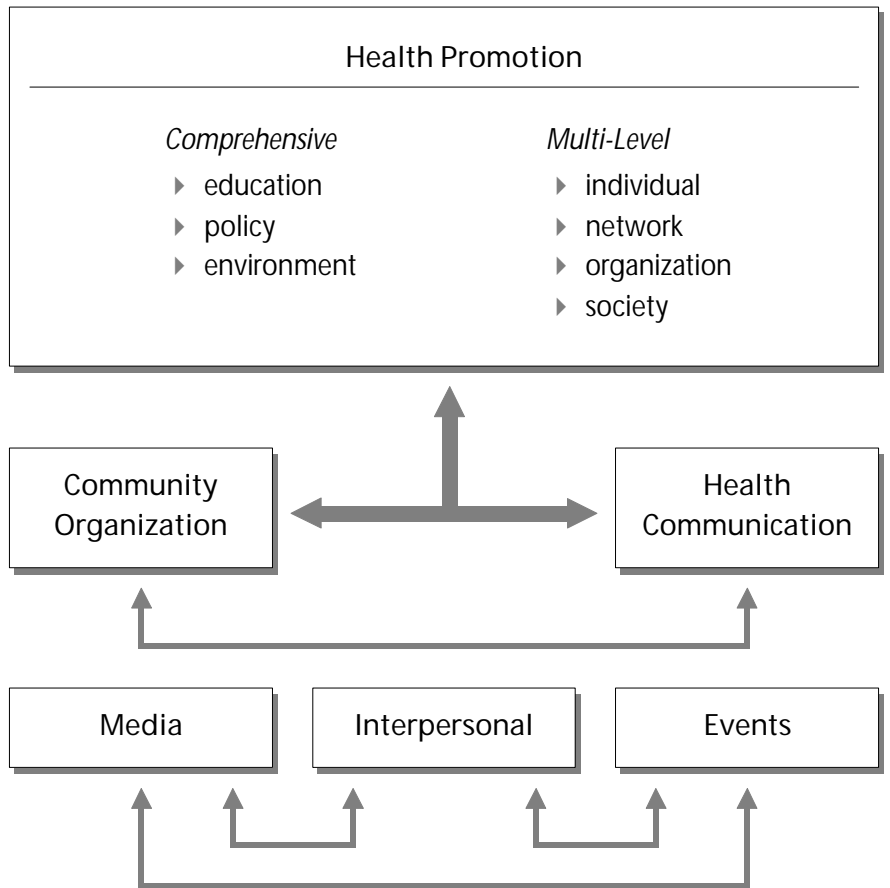 Health Promotion
Comprehensive
education
policy
environment
Multi-Level
individual
network
organization
society
Community
Organization
Health
Communication
Media
Interpersonal
Events